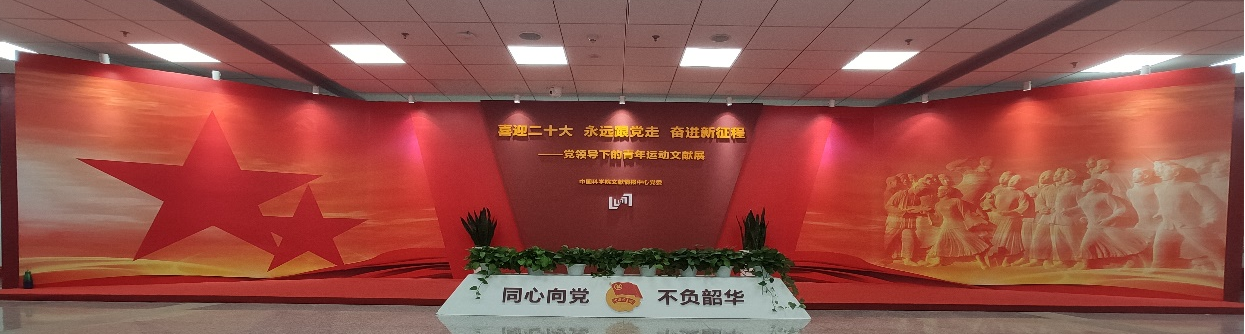 喜迎二十大 永远跟党走 奋进新征程
——党领导下的青年运动文献展
中国科学院文献情报中心党委
同心向党 不负韶华